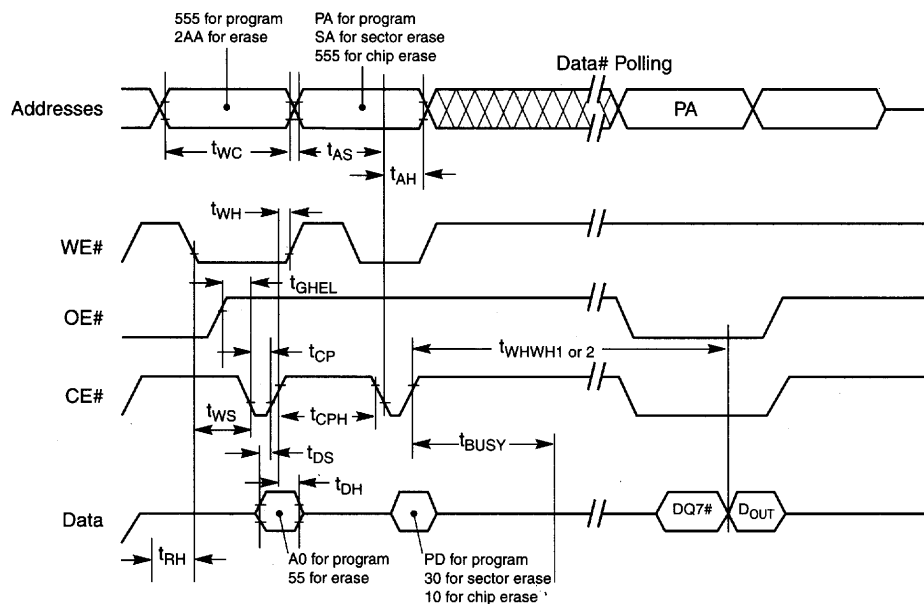 555 for program
2AA for erase
PA for program
SA for sector erase
555 for chip erase
Data# Polling
Addresses
PA
tWC
tAS
tAH
tWH
WE#
tGHEL
OE#
tCP
tWHWH1 or 2
CE#
tWS
tCPH
tBUSY
tDS
tDH
Data
DQ7#
DOUT
tRH
A0 for program
55 for erase
PD for program
30 for sector erase
10 for chip erase